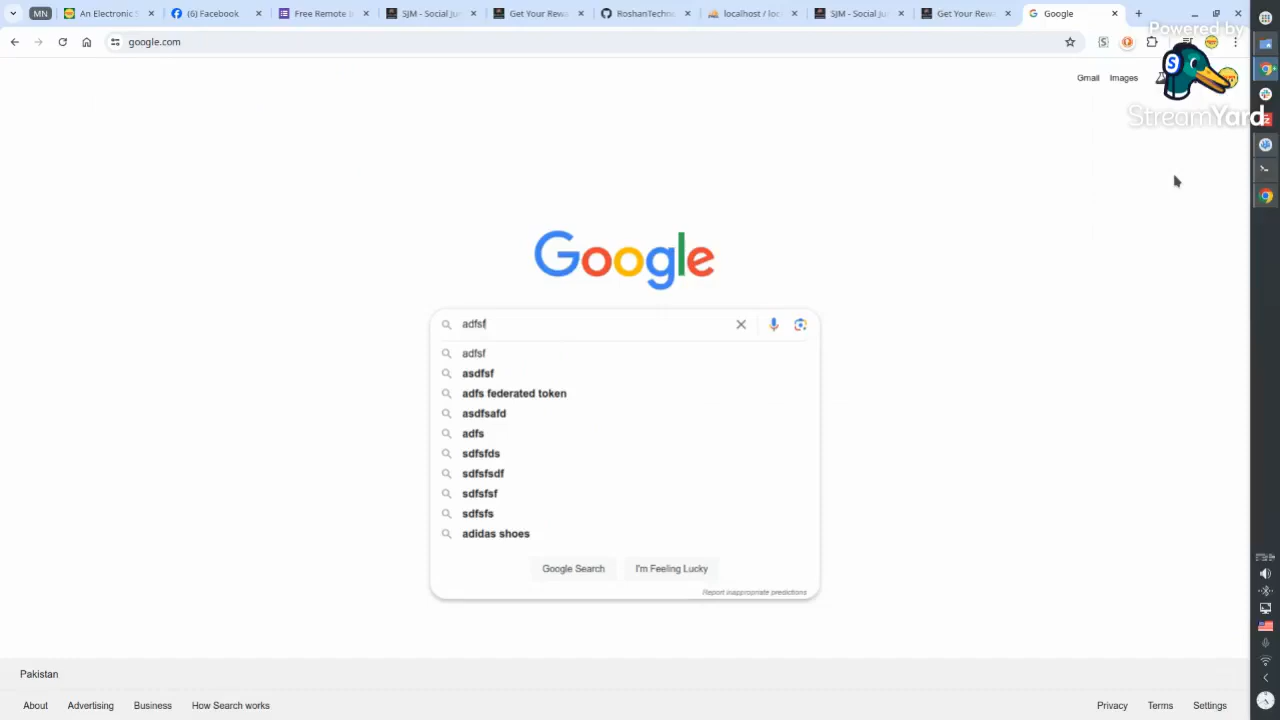 MN
An Electronic S
(6) Facebook
Free Remote b
SJM - Social Ju
Get Your Rewa
RoshanTechno
localhost / loc
SJM - Social Ju
Get Your Rewa
Google
google.com
Powered by
Gmail
Images
StreamYard
Google
adfsf
adfsf
asdfsf
adfs federated token
asdfsafd
adfs
sdfsfds
sdfsfsdf
sdfsfsf
sdfsfs
adidas shoes
Google Search
I'm Feeling Lucky
Report inappropriate predictions
Pakistan
About
Advertising
Business
How Search works
Privacy
Terms
Settings